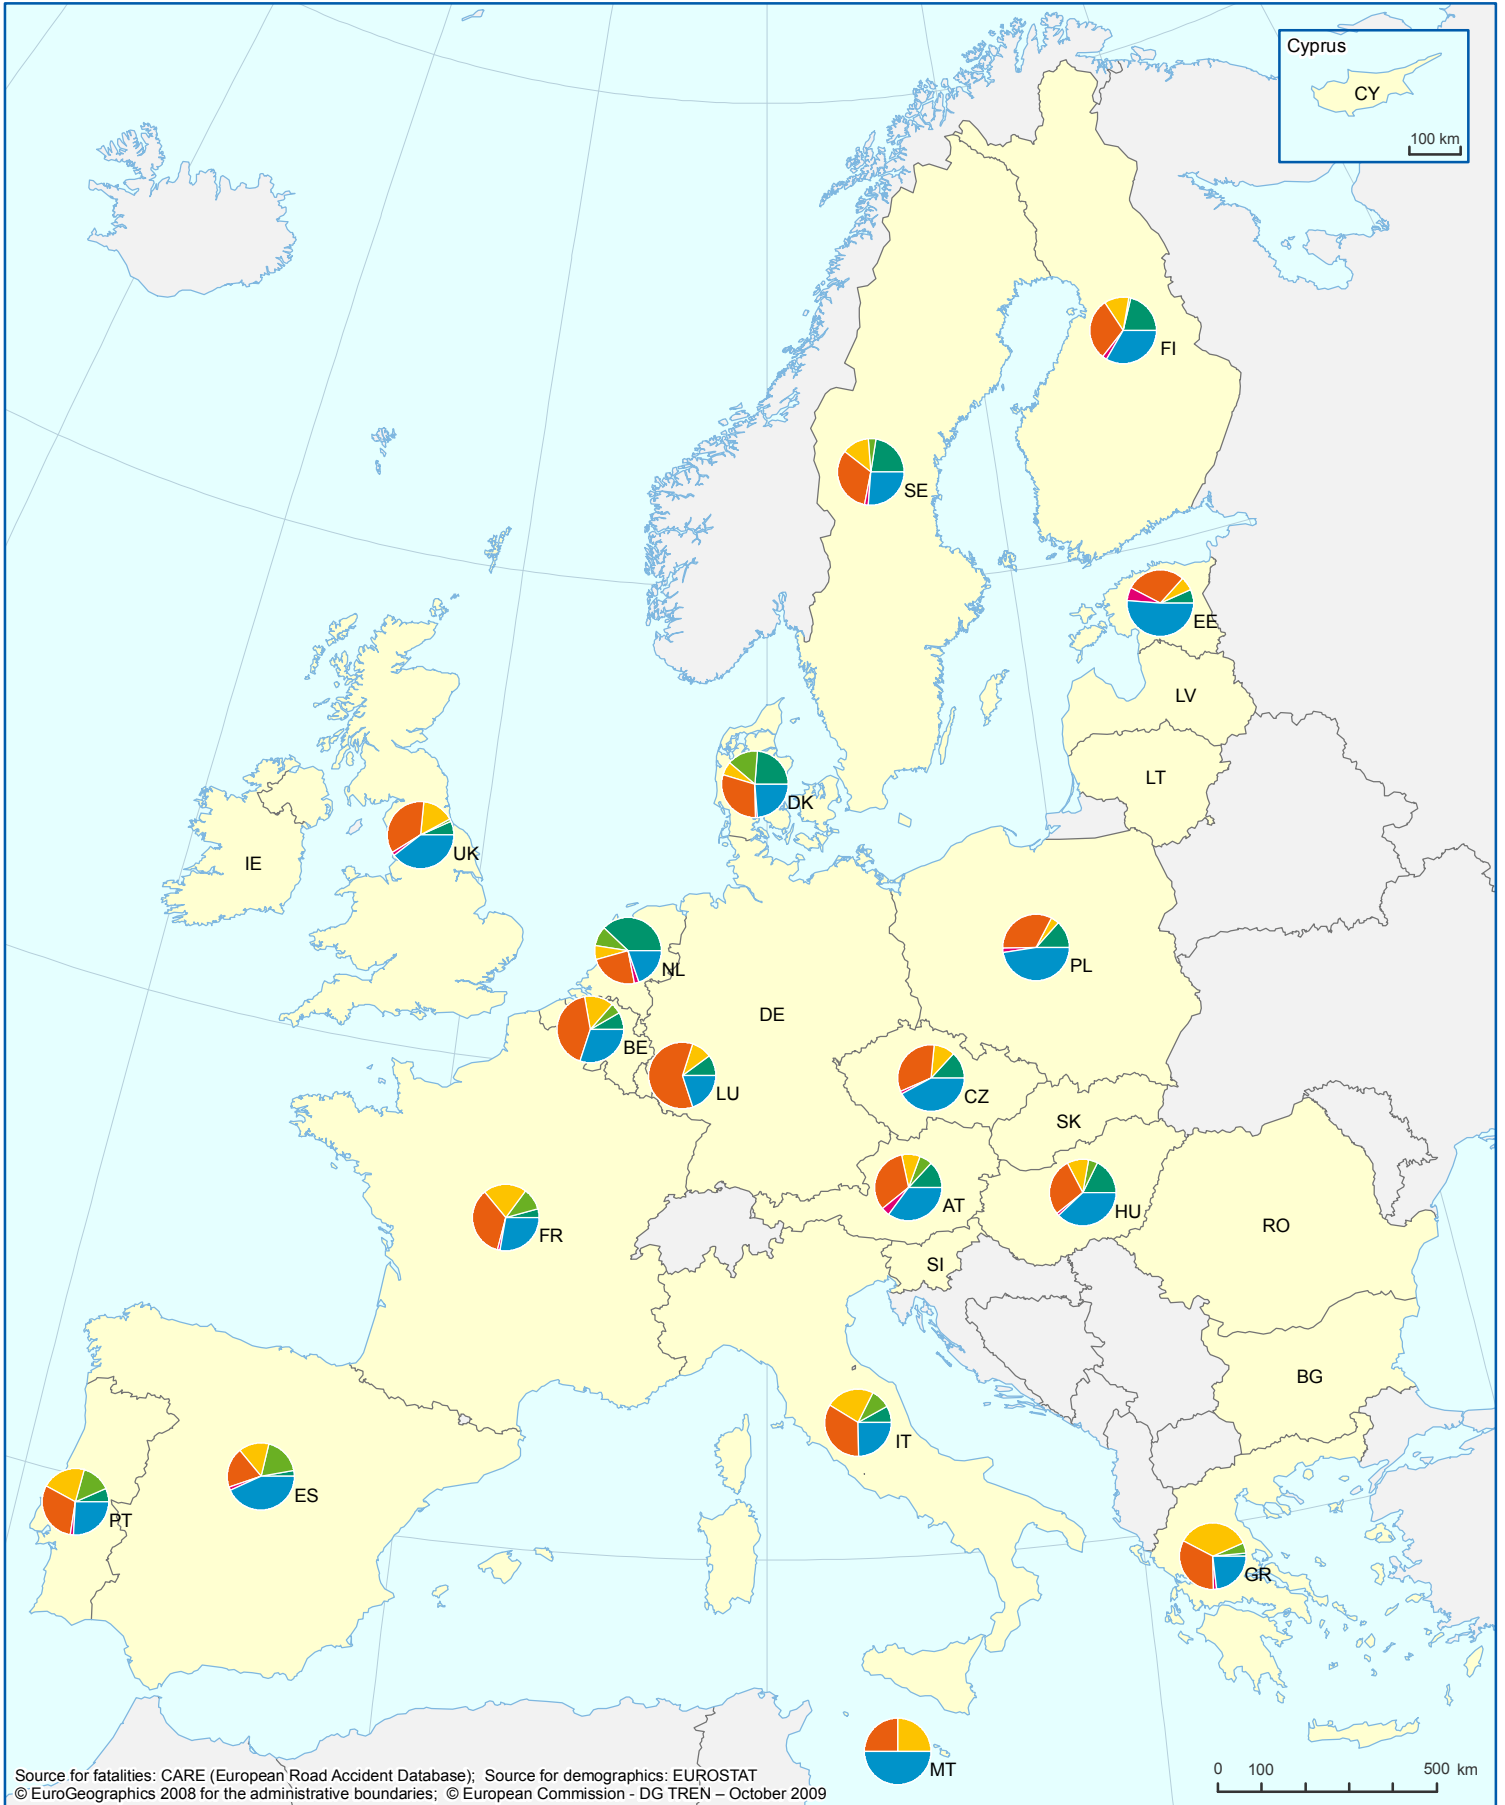 Cyprus
CY
100 km
FI
SE
EE
LV
LT
DK
UK
IE
NL
PL
DE
BE
LU
CZ
SK
AT
HU
FR
RO
SI
BG
IT
ES
PT
GR
MT
0 100 500 km
Source for fatalities: CARE (European Road Accident Database); Source for demographics: EUROSTAT
© EuroGeographics 2008 for the administrative boundaries; © European Commission - DG TREN – October 2009